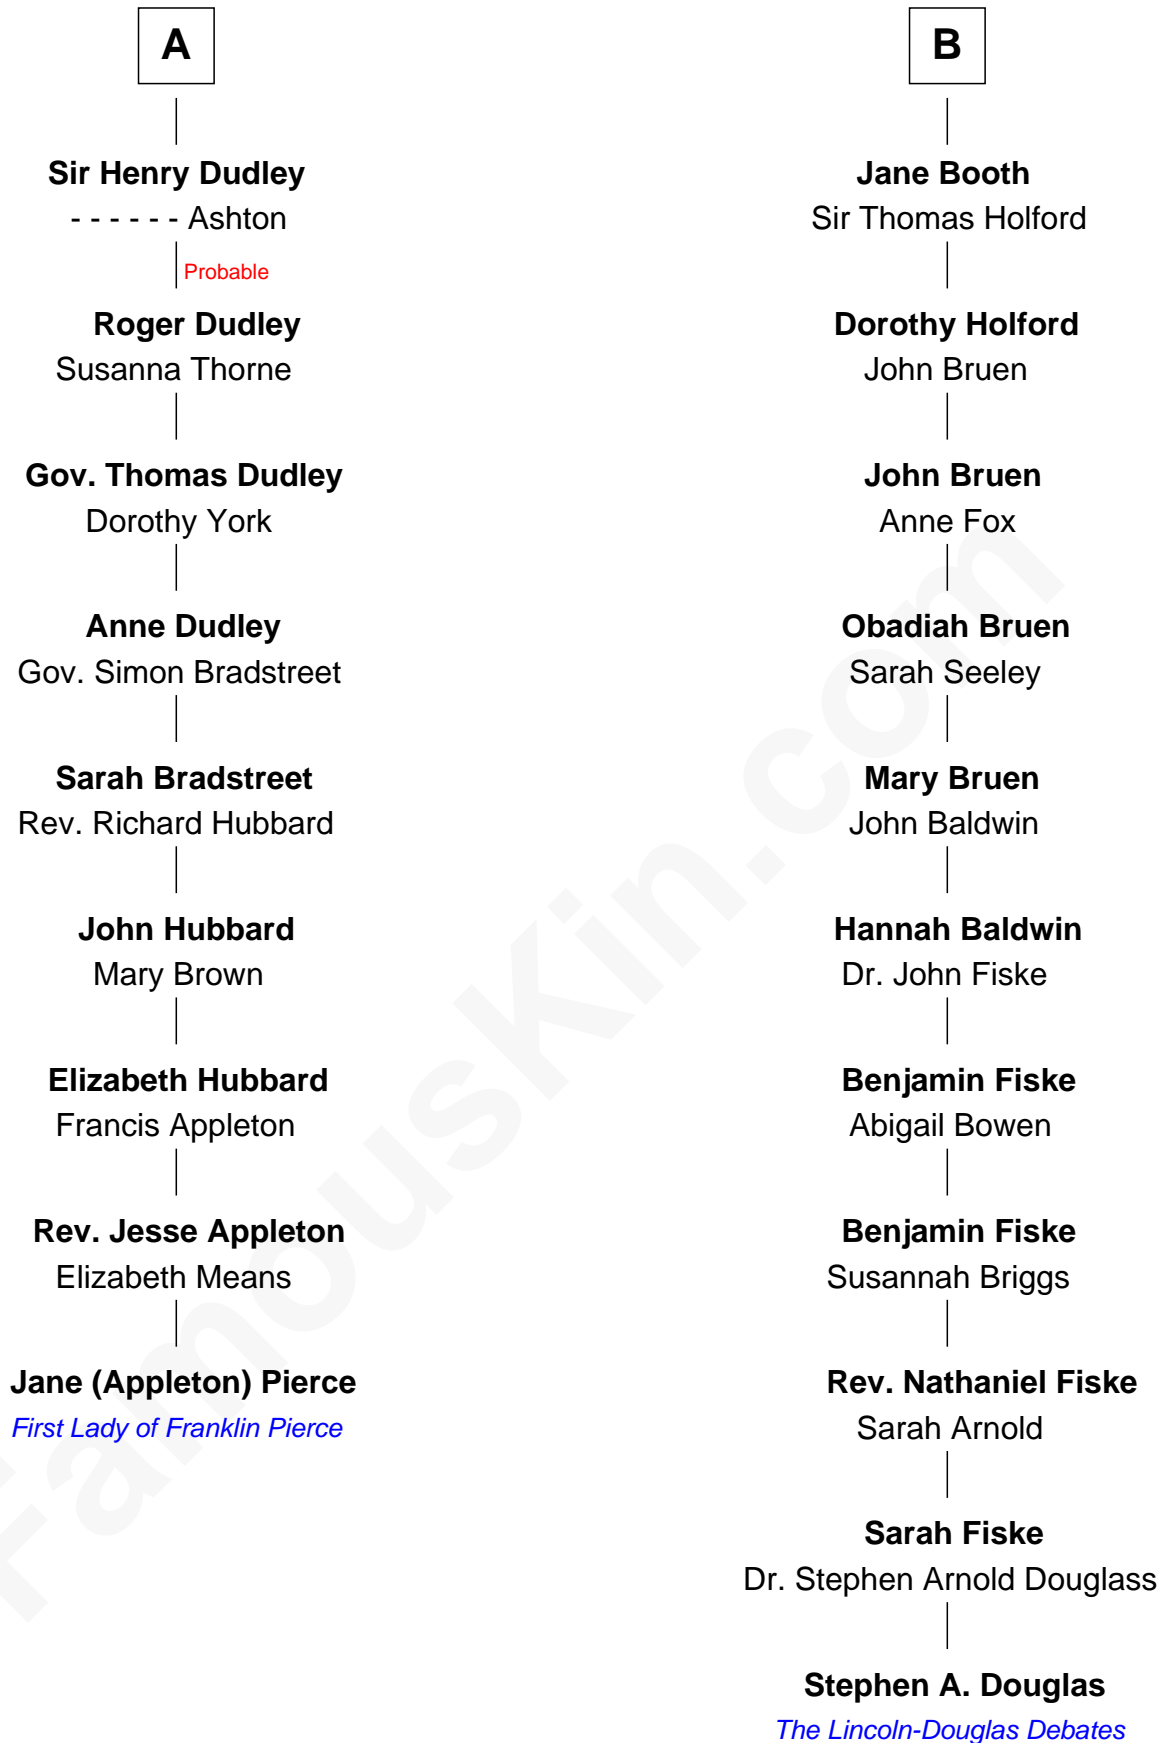 A
Sir Henry Dudley
- - - - - - Ashton
Probable
Roger Dudley
Susanna Thorne
Gov. Thomas Dudley
Dorothy York
Anne Dudley
Gov. Simon Bradstreet
Sarah Bradstreet
Rev. Richard Hubbard
John Hubbard
Mary Brown
Elizabeth Hubbard
Francis Appleton
Rev. Jesse Appleton
Elizabeth Means
Jane (Appleton) Pierce
First Lady of Franklin Pierce
B
Jane Booth
Sir Thomas Holford
Dorothy Holford
John Bruen
John Bruen
Anne Fox
Obadiah Bruen
Sarah Seeley
Mary Bruen
John Baldwin
Hannah Baldwin
Dr. John Fiske
Benjamin Fiske
Abigail Bowen
Benjamin Fiske
Susannah Briggs
Rev. Nathaniel Fiske
Sarah Arnold
Sarah Fiske
Dr. Stephen Arnold Douglass
Stephen A. Douglas
The Lincoln-Douglas Debates
FamousKin.com